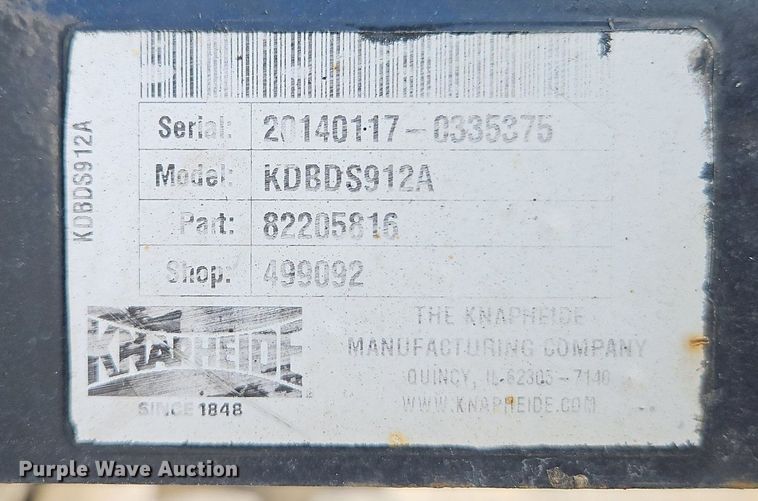 KDBDS912A
Serial: 20140117-0335375
Model: KDBDS912A
Part: 82205816
Shop: 499092
KNAPHEIDE
SINCE 1848
THE KNAPHEIDE
MANUFACTURING COMPANY
QUINCY, IL 62305-7140
WWW.KNAPHEIDE.COM
Purple Wave Auction